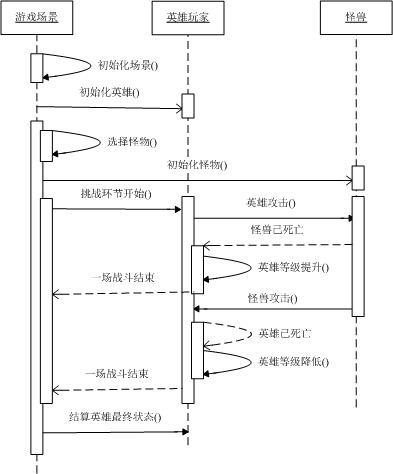 游戏场景
英雄玩家
怪兽
初始化场景()
初始化英雄()
选择怪物()
初始化怪物()
挑战环节开始()
英雄攻击()
怪兽已死亡
英雄等级提升()
一场战斗结束
怪兽攻击()
英雄已死亡
英雄等级降低()
一场战斗结束
结算英雄最终状态()